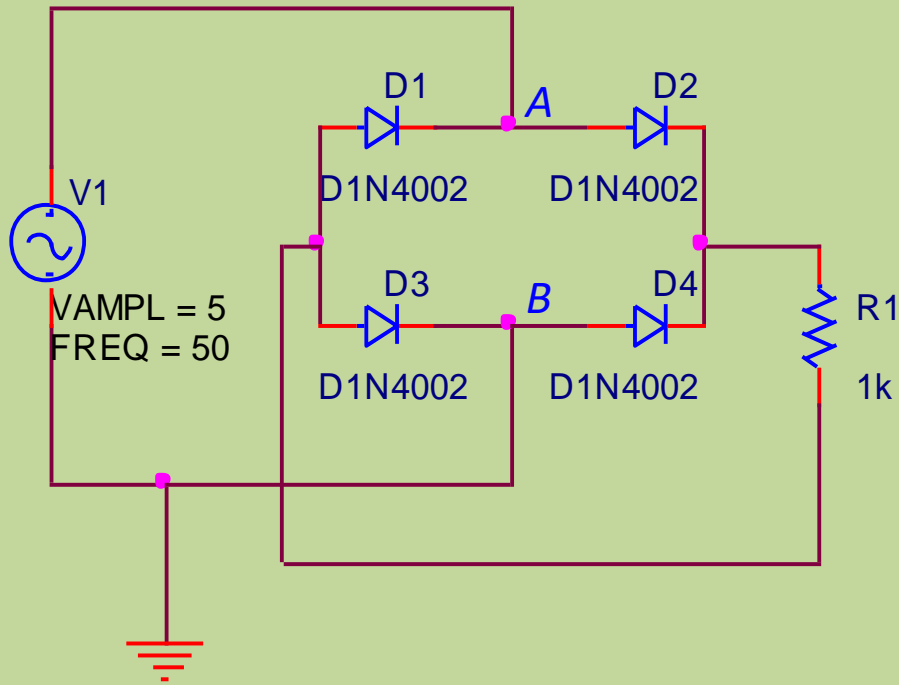 D1
A
D2
V1
D1N4002
D1N4002
VAMPL = 5
FREQ = 50
D3
B
D4
R1
D1N4002
D1N4002
1k